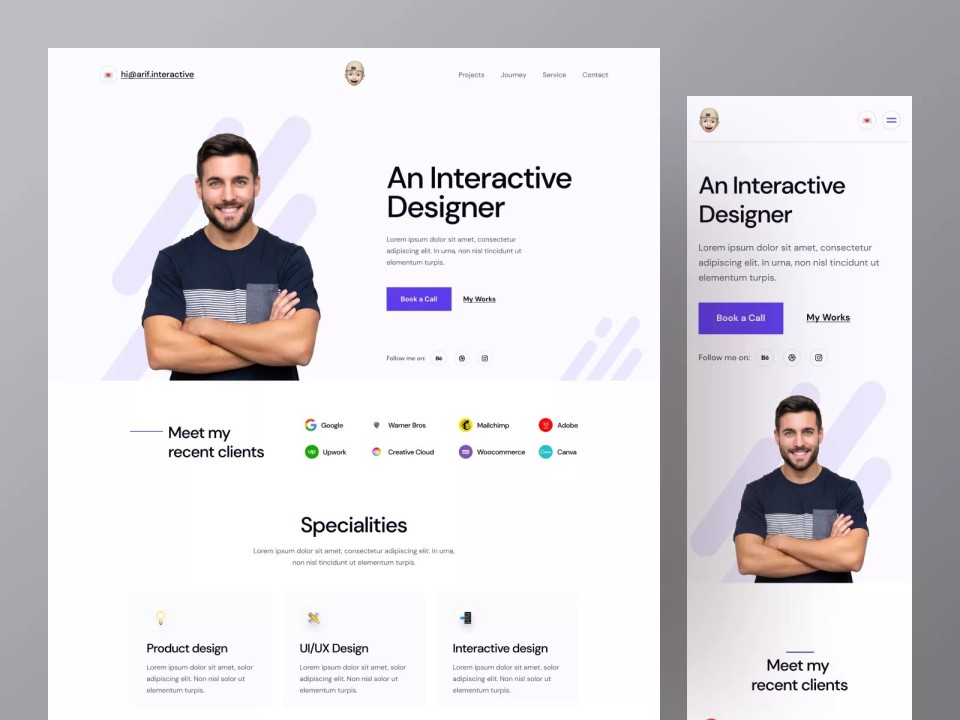 hi@arif.interactive
Projects
Journey
Service
Contact
An Interactive
Designer
Lorem ipsum dolor sit amet, consectetur
adipiscing elit. In urna, non nisl tincidunt ut
elementum turpis.
Book a Call
My Works
Follow me on:
Bē
Meet my
recent clients
Google
Warner Bros
Mailchimp
Adobe
Up
Upwork
Creative Cloud
Woocommerce
Canva
Specialities
Lorem ipsum dolor sit amet, consectetur adipiscing elit. In urna,
non nisl tincidunt ut elementum turpis.
Product design
Lorem ipsum dolor sit amet, solor
adipiscing elit. Non nisl solor ut
elementum turpis.
UI/UX Design
Lorem ipsum dolor sit amet, solor
adipiscing elit. Non nisl solor ut
elementum turpis.
Interactive design
Lorem ipsum dolor sit amet, solor
adipiscing elit. Non nisl solor ut
elementum turpis.
An Interactive
Designer
Lorem ipsum dolor sit amet, consectetur
adipiscing elit. In urna, non nisl tincidunt ut
elementum turpis.
Book a Call
My Works
Follow me on:
Bē
Meet my
recent clients